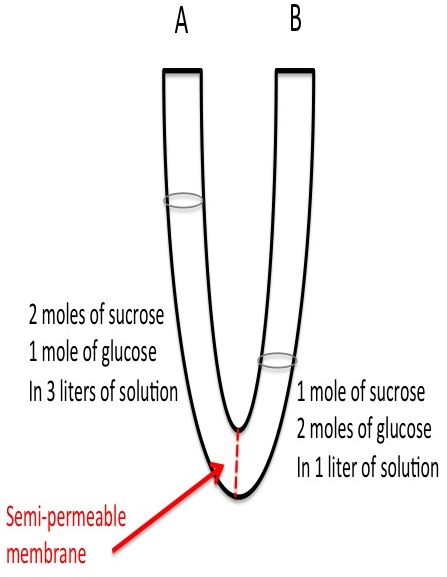 A
B
2 moles of sucrose
1 mole of glucose
In 3 liters of solution
1 mole of sucrose
2 moles of glucose
In 1 liter of solution
Semi-permeable
membrane